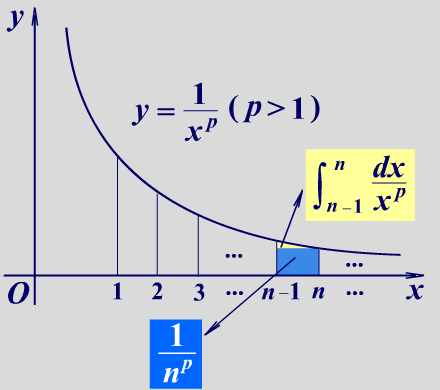 y
y = 1/x^p (p > 1)
∫_{n-1}^{n} dx/x^p
... ...
O 1 2 3 ... n-1 n ... x
1/n^p